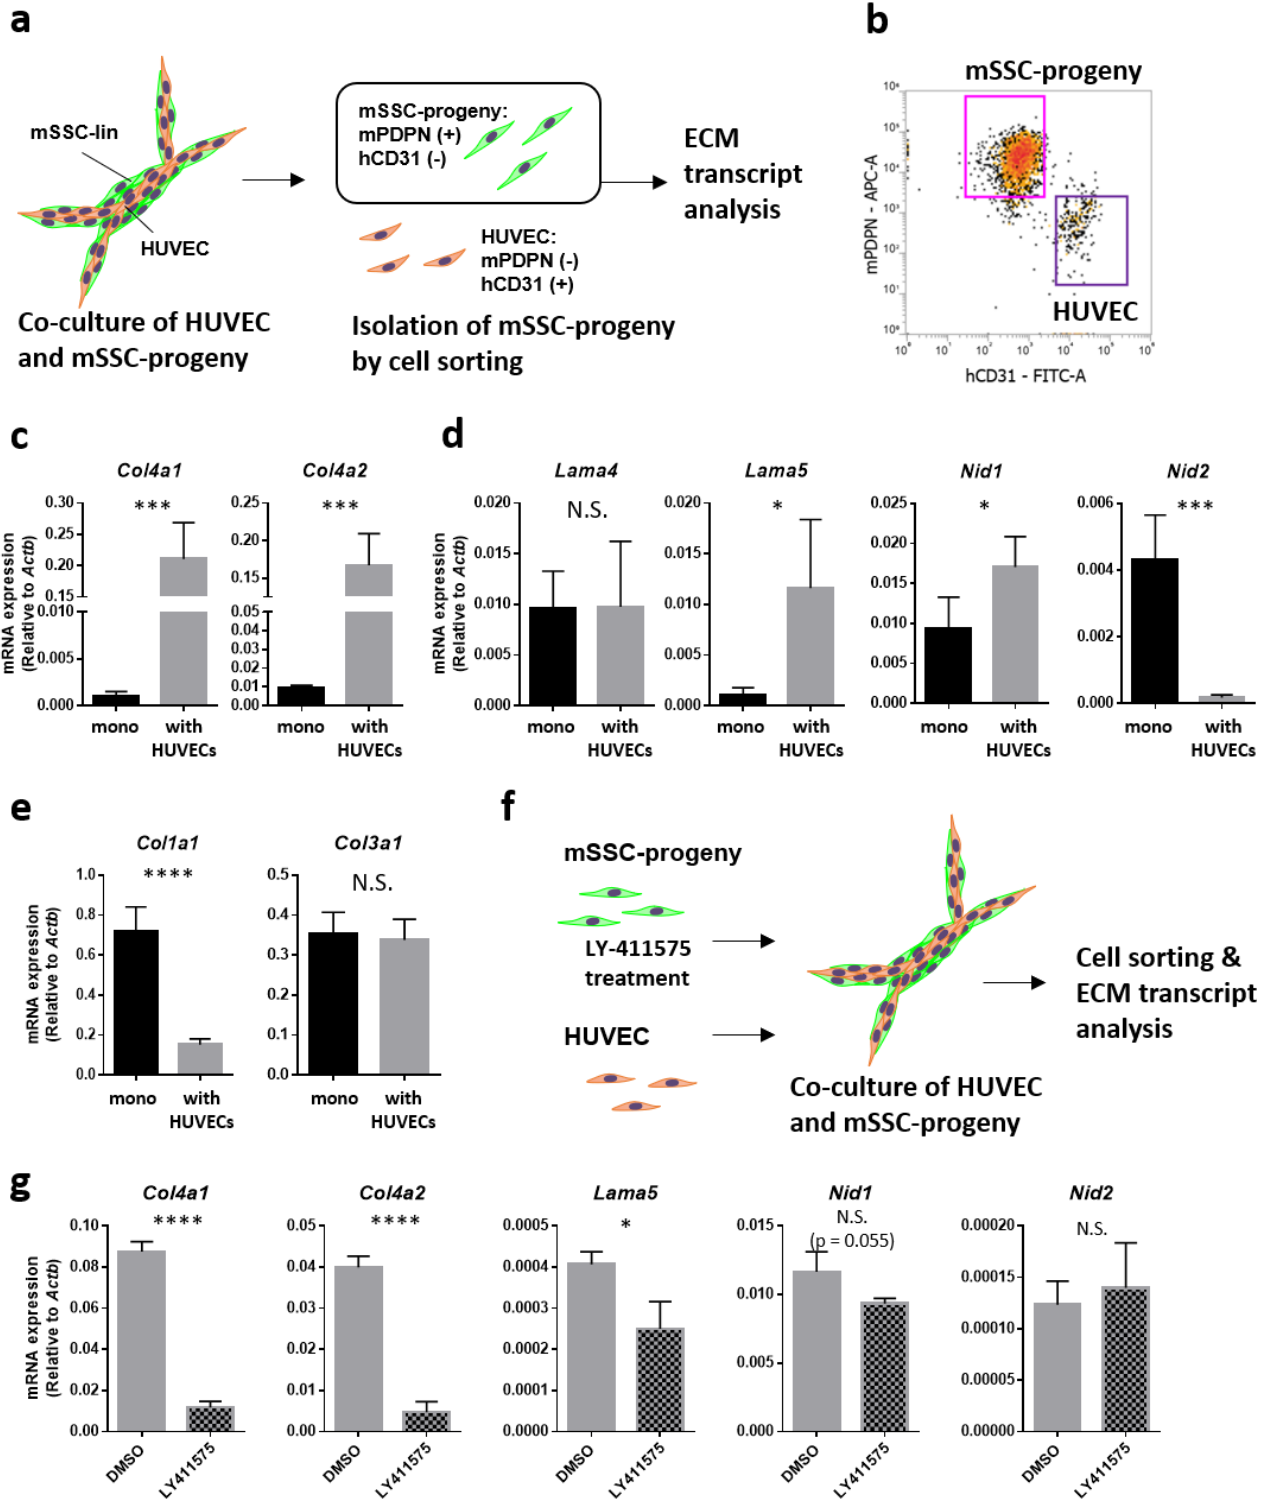 a
mSSC-lin
HUVEC
Co-culture of HUVEC
and mSSC-progeny
mSSC-progeny:
mPDPN (+)
hCD31 (-)
HUVEC:
mPDPN (-)
hCD31 (+)
Isolation of mSSC-progeny
by cell sorting
ECM
transcript
analysis
b
mSSC-progeny
mPDPN - APC-A
10⁶
10⁵
10⁴
10³
10²
10¹
10⁰
HUVEC
10⁰ 10¹ 10² 10³ 10⁴ 10⁵ 10⁶
hCD31 - FITC-A
c
mRNA expression
(Relative to Actb)
Col4a1
***
0.30
0.25
0.20
0.15
0.010
0.005
0.000
mono with
HUVECs
Col4a2
***
0.25
0.20
0.15
0.05
0.04
0.03
0.02
0.01
0.00
mono with
HUVECs
d
mRNA expression
(Relative to Actb)
Lama4
N.S.
0.020
0.015
0.010
0.005
0.000
mono with
HUVECs
Lama5
*
0.020
0.015
0.010
0.005
0.000
mono with
HUVECs
Nid1
*
0.025
0.020
0.015
0.010
0.005
0.000
mono with
HUVECs
Nid2
***
0.006
0.004
0.002
0.000
mono with
HUVECs
e
mRNA expression
(Relative to Actb)
Col1a1
****
1.0
0.8
0.6
0.4
0.2
0.0
mono with
HUVECs
Col3a1
N.S.
0.5
0.4
0.3
0.2
0.1
0.0
mono with
HUVECs
f
mSSC-progeny
LY-411575
treatment
HUVEC
Co-culture of HUVEC
and mSSC-progeny
Cell sorting &
ECM transcript
analysis
g
mRNA expression
(Relative to Actb)
Col4a1
****
0.10
0.08
0.06
0.04
0.02
0.00
DMSO LY411575
Col4a2
****
0.05
0.04
0.03
0.02
0.01
0.00
DMSO LY411575
Lama5
*
0.0005
0.0004
0.0003
0.0002
0.0001
0.0000
DMSO LY411575
Nid1
N.S.
(p = 0.055)
0.015
0.010
0.005
0.000
DMSO LY411575
Nid2
N.S.
0.00020
0.00015
0.00010
0.00005
0.00000
DMSO LY411575